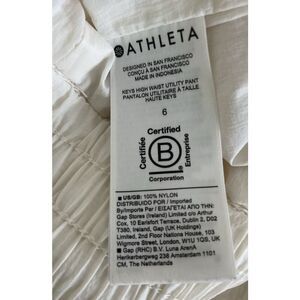 ATHLETA
DESIGNED IN SAN FRANCISCO
CONÇU À SAN FRANCISCO
MADE IN INDONESIA
KEYS HIGH WAIST UTILITY PANT
PANTALON UTILITAIRE À TAILLE
HAUTE KEYS
6
Certified
Certifiée
B
Entreprise
Corporation
US/GB: 100% NYLON
DISTRIBUIDO POR / Imported
By/Importe Par / ΕΙΣΑΓΕΤΑΙ ΑΠΟ ΤΗΝ:
Gap Stores (Ireland) Limited c/o Arthur
Cox, 10 Earlsfort Terrace, Dublin 2, D02
T380, Ireland, Gap (UK Holdings)
Limited, 2nd Floor Nations House, 103
Wigmore Street, London, W1U 1QS, UK
Gap (RHC) B.V. Luna ArenA
Herikerbergweg 238 Amsterdam 1101
CM, The Netherlands